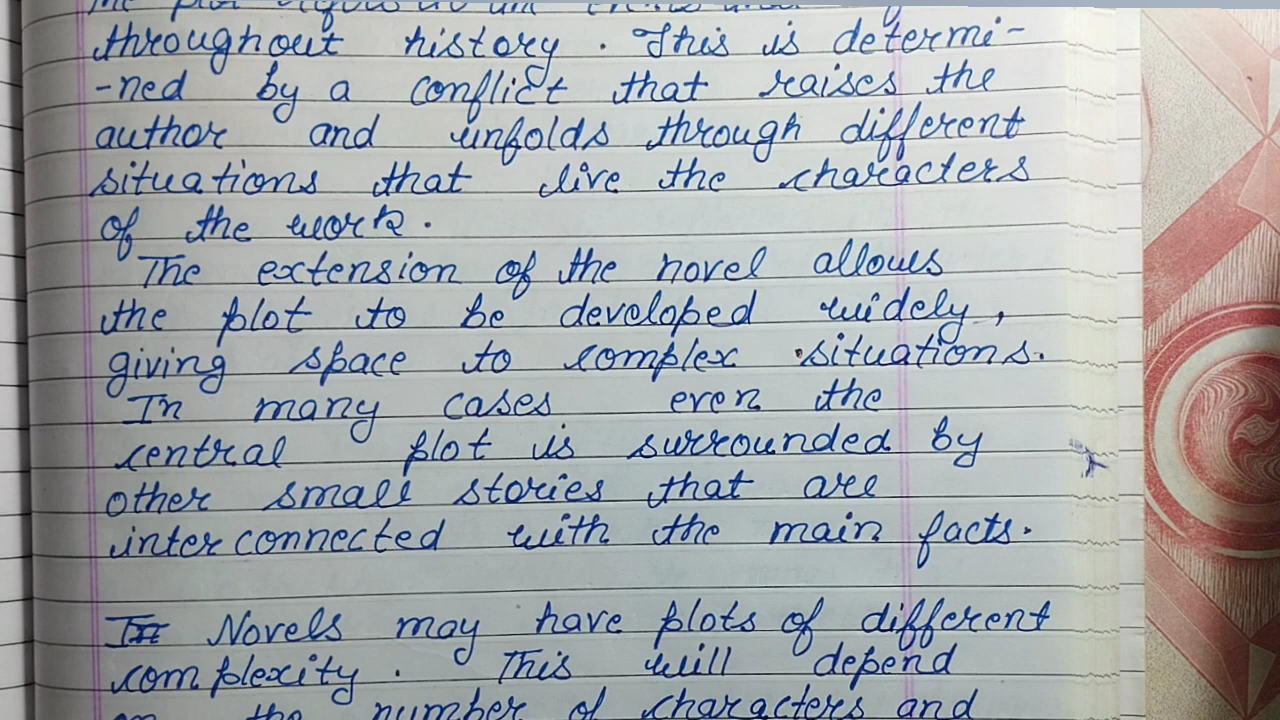 the plot
throughout history. This is determi-
-ned by a conflict that raises the
author and unfolds through different
situations that live the characters
of the work.
The extension of the novel allows
the plot to be developed widely,
giving space to complex situations.
In many cases even the
central plot is surrounded by
other small stories that are
interconnected with the main facts.
Novels may have plots of different
complexity. This will depend
on the number of characters and